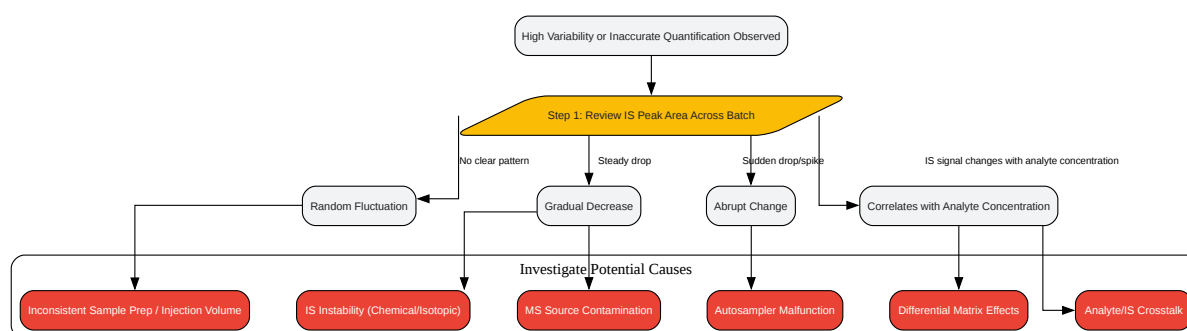 High Variability or Inaccurate Quantification Observed
Step 1: Review IS Peak Area Across Batch
No clear pattern
Steady drop
Sudden drop/spike
IS signal changes with analyte concentration
Random Fluctuation
Gradual Decrease
Abrupt Change
Correlates with Analyte Concentration
Investigate Potential Causes
Inconsistent Sample Prep / Injection Volume
IS Instability (Chemical/Isotopic)
MS Source Contamination
Autosampler Malfunction
Differential Matrix Effects
Analyte/IS Crosstalk